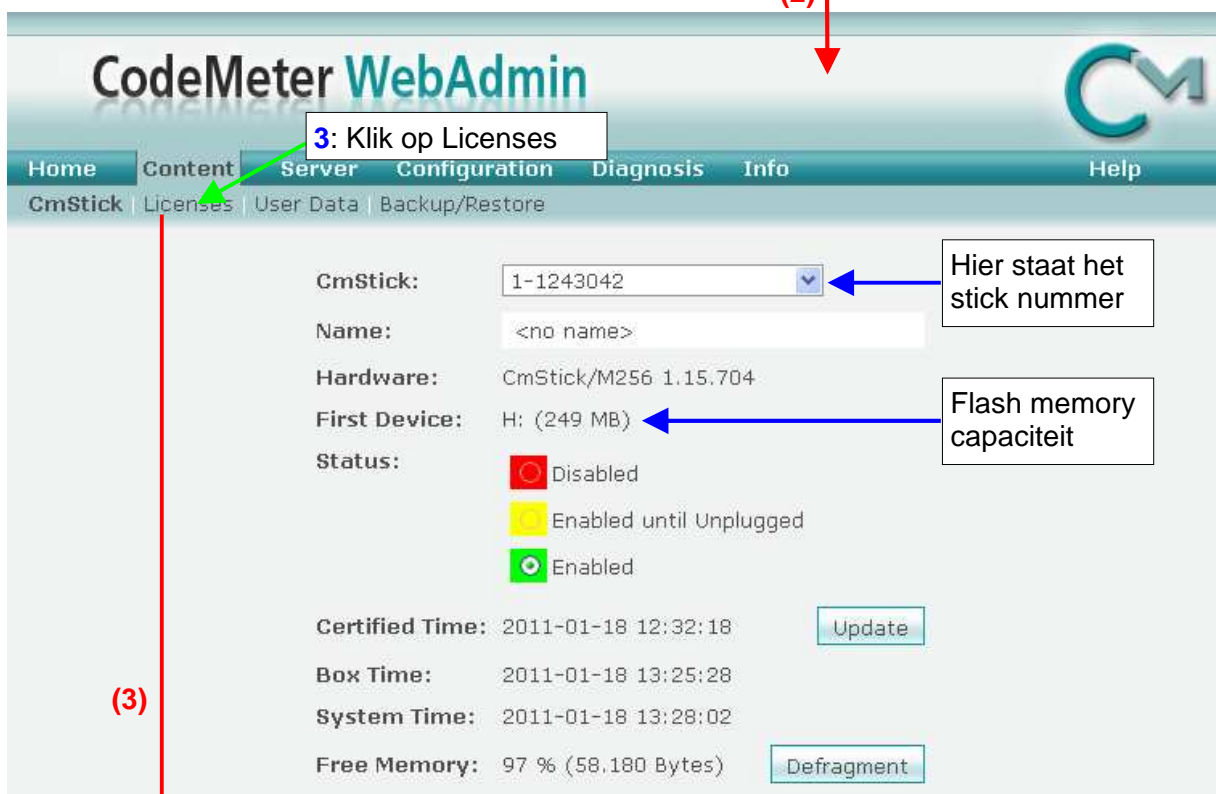 CodeMeter WebAdmin
CM
3: Klik op Licenses
Home Content Server Configuration Diagnosis Info Help
CmStick | Licenses | User Data | Backup/Restore
CmStick: 1-1243042
Hier staat het
stick nummer
Name: <no name>
Hardware: CmStick/M256 1.15.704
First Device: H: (249 MB)
Flash memory
capaciteit
Status:
Disabled
Enabled until Unplugged
Enabled
Certified Time: 2011-01-18 12:32:18 Update
Box Time: 2011-01-18 13:25:28
(3)
System Time: 2011-01-18 13:28:02
Free Memory: 97 % (58.180 Bytes) Defragment